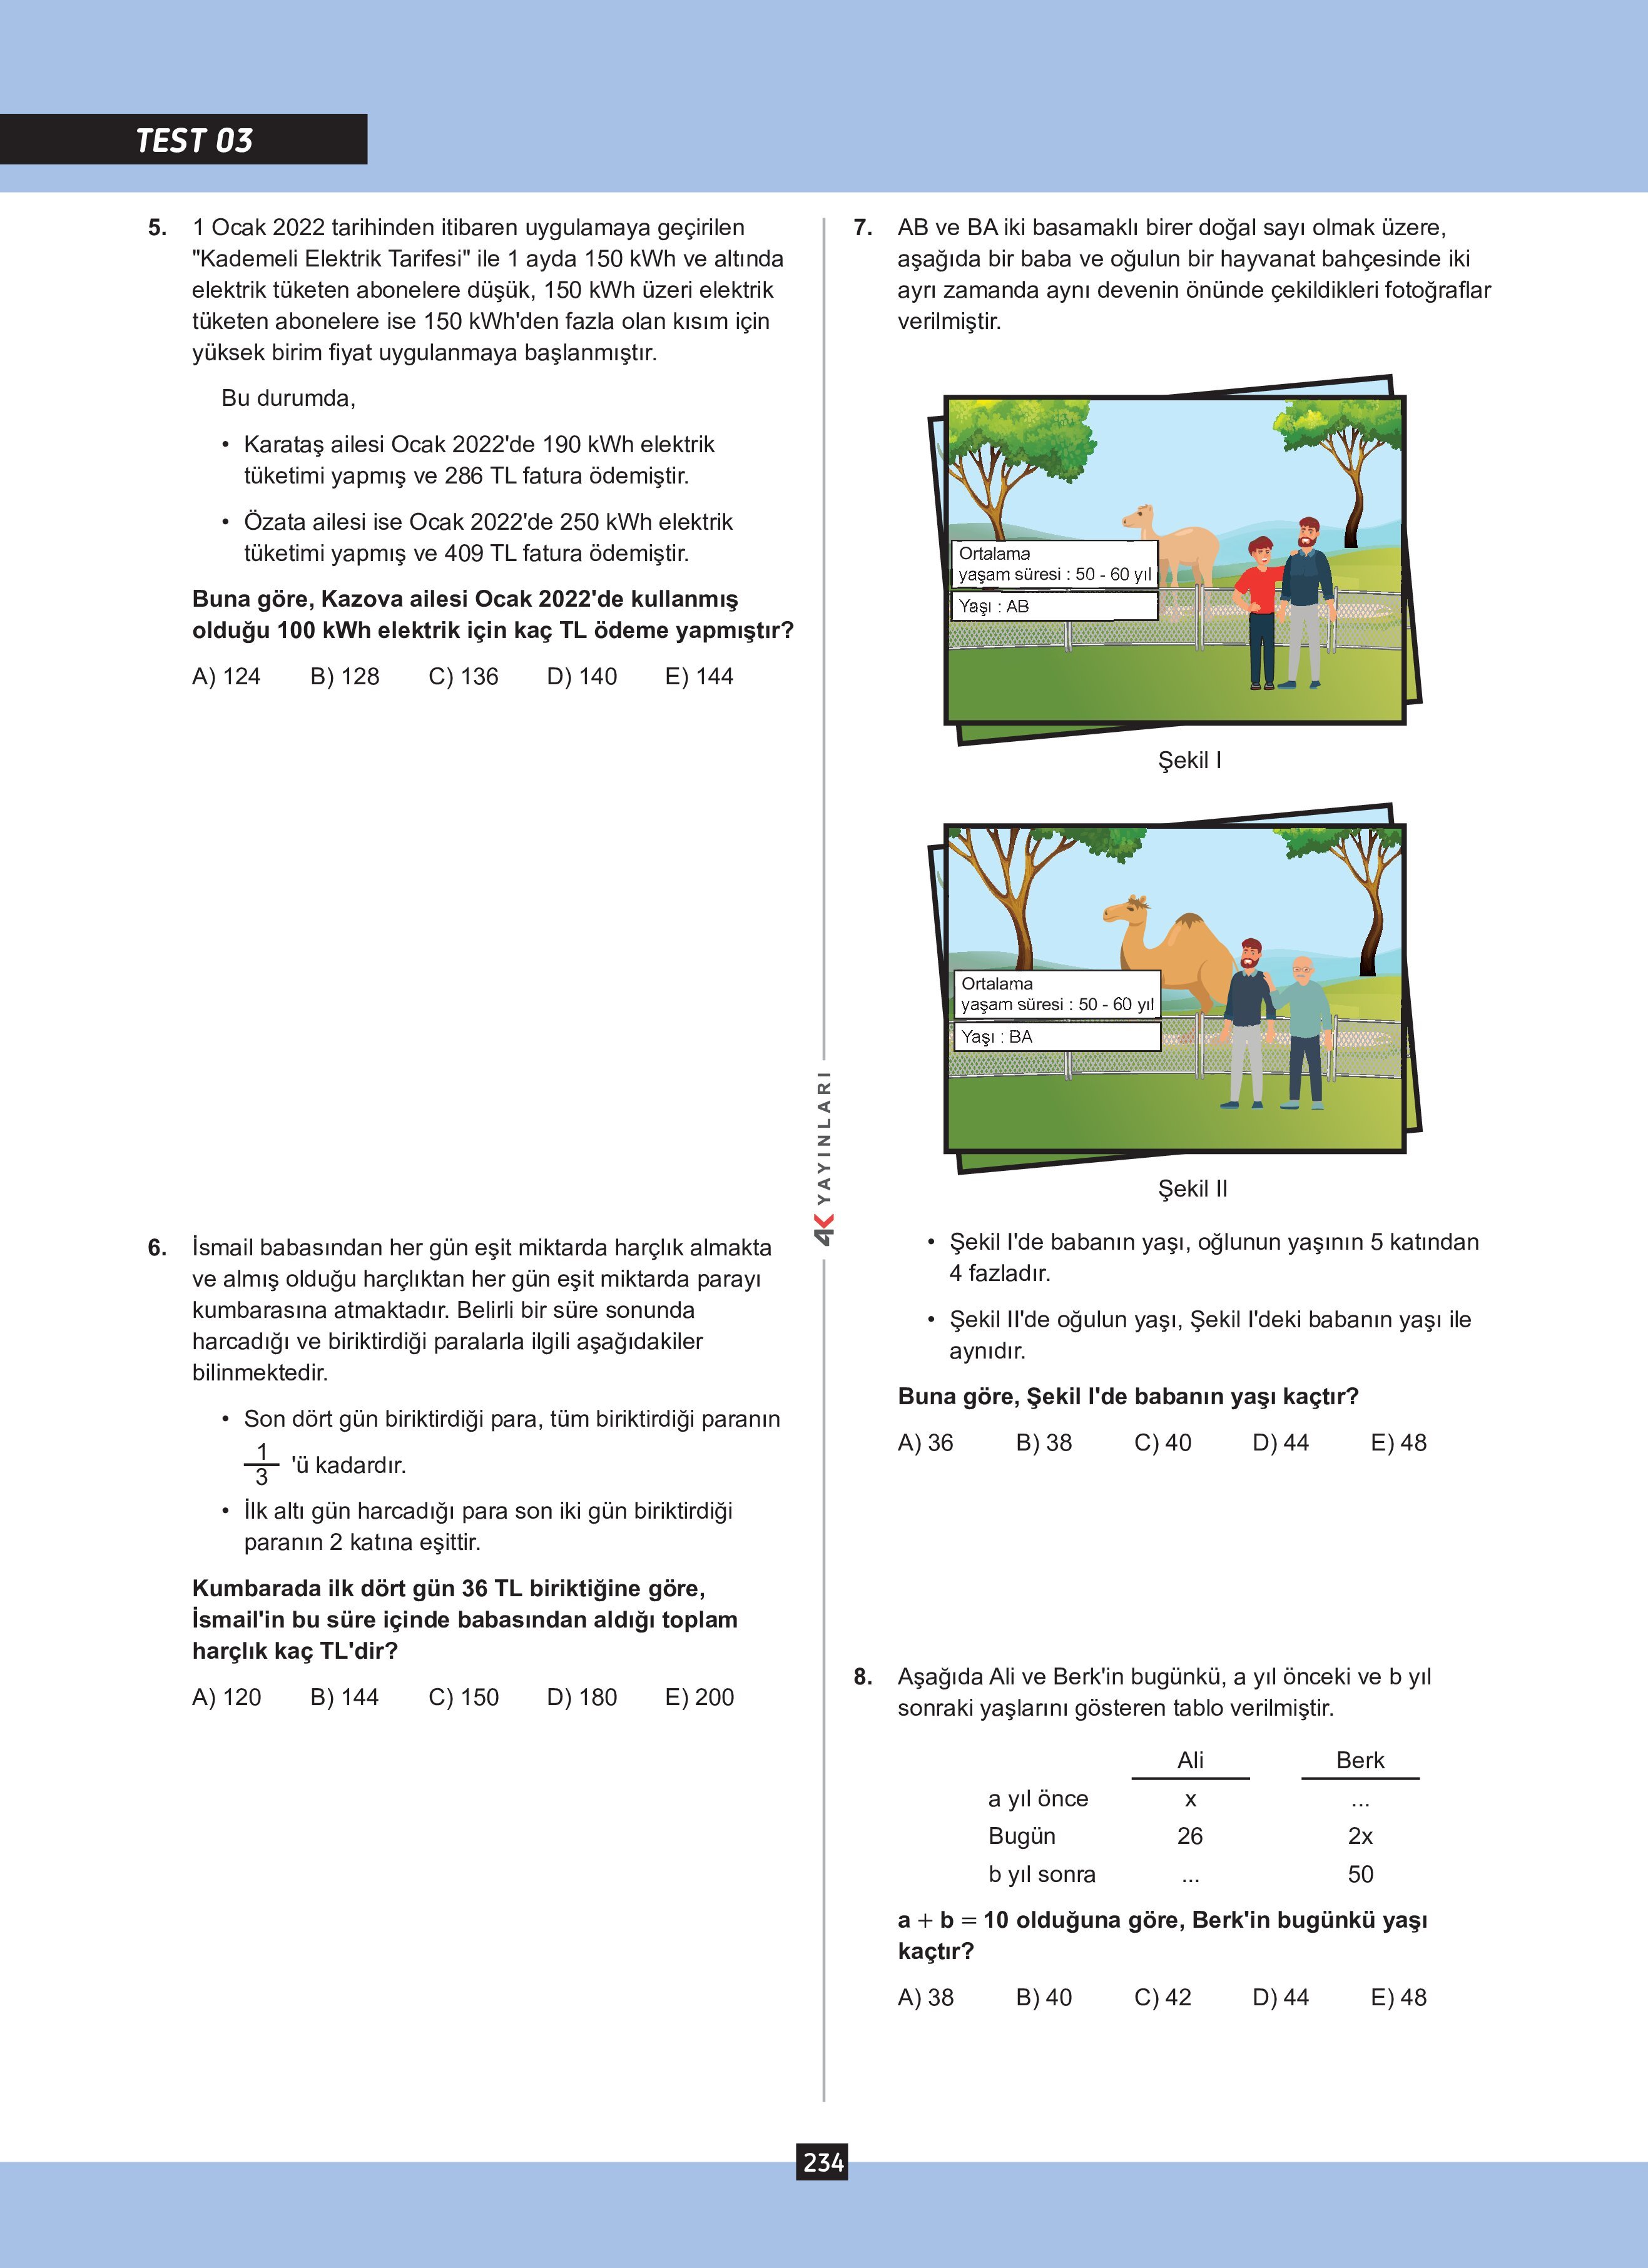 TEST 03
5. 1 Ocak 2022 tarihinden itibaren uygulamaya geçirilen
"Kademeli Elektrik Tarifesi" ile 1 ayda 150 kWh ve altında
elektrik tüketen abonelere düşük, 150 kWh üzeri elektrik
tüketen abonelere ise 150 kWh'den fazla olan kısım için
yüksek birim fiyat uygulanmaya başlanmıştır.
Bu durumda,
• Karataş ailesi Ocak 2022'de 190 kWh elektrik
tüketimi yapmış ve 286 TL fatura ödemiştir.
• Özata ailesi ise Ocak 2022'de 250 kWh elektrik
tüketimi yapmış ve 409 TL fatura ödemiştir.
Buna göre, Kazova ailesi Ocak 2022'de kullanmış
olduğu 100 kWh elektrik için kaç TL ödeme yapmıştır?
A) 124 B) 128 C) 136 D) 140 E) 144
6. İsmail babasından her gün eşit miktarda harçlık almakta
ve almış olduğu harçlıktan her gün eşit miktarda parayı
kumbarasına atmaktadır. Belirli bir süre sonunda
harcadığı ve biriktirdiği paralarla ilgili aşağıdakiler
bilinmektedir.
• Son dört gün biriktirdiği para, tüm biriktirdiği paranın
1/3 'ü kadardır.
• İlk altı gün harcadığı para son iki gün biriktirdiği
paranın 2 katına eşittir.
Kumbarada ilk dört gün 36 TL biriktiğine göre,
İsmail'in bu süre içinde babasından aldığı toplam
harçlık kaç TL'dir?
A) 120 B) 144 C) 150 D) 180 E) 200
4K YAYINLARI
7. AB ve BA iki basamaklı birer doğal sayı olmak üzere,
aşağıda bir baba ve oğulun bir hayvanat bahçesinde iki
ayrı zamanda aynı devenin önünde çekildikleri fotoğraflar
verilmiştir.
Ortalama
yaşam süresi : 50 - 60 yıl
Yaşı : AB
Şekil I
Ortalama
yaşam süresi : 50 - 60 yıl
Yaşı : BA
Şekil II
• Şekil I'de babanın yaşı, oğlunun yaşının 5 katından
4 fazladır.
• Şekil II'de oğulun yaşı, Şekil I'deki babanın yaşı ile
aynıdır.
Buna göre, Şekil I'de babanın yaşı kaçtır?
A) 36 B) 38 C) 40 D) 44 E) 48
8. Aşağıda Ali ve Berk'in bugünkü, a yıl önceki ve b yıl
sonraki yaşlarını gösteren tablo verilmiştir.
Ali Berk
a yıl önce x ...
Bugün 26 2x
b yıl sonra ... 50
a + b = 10 olduğuna göre, Berk'in bugünkü yaşı
kaçtır?
A) 38 B) 40 C) 42 D) 44 E) 48
234